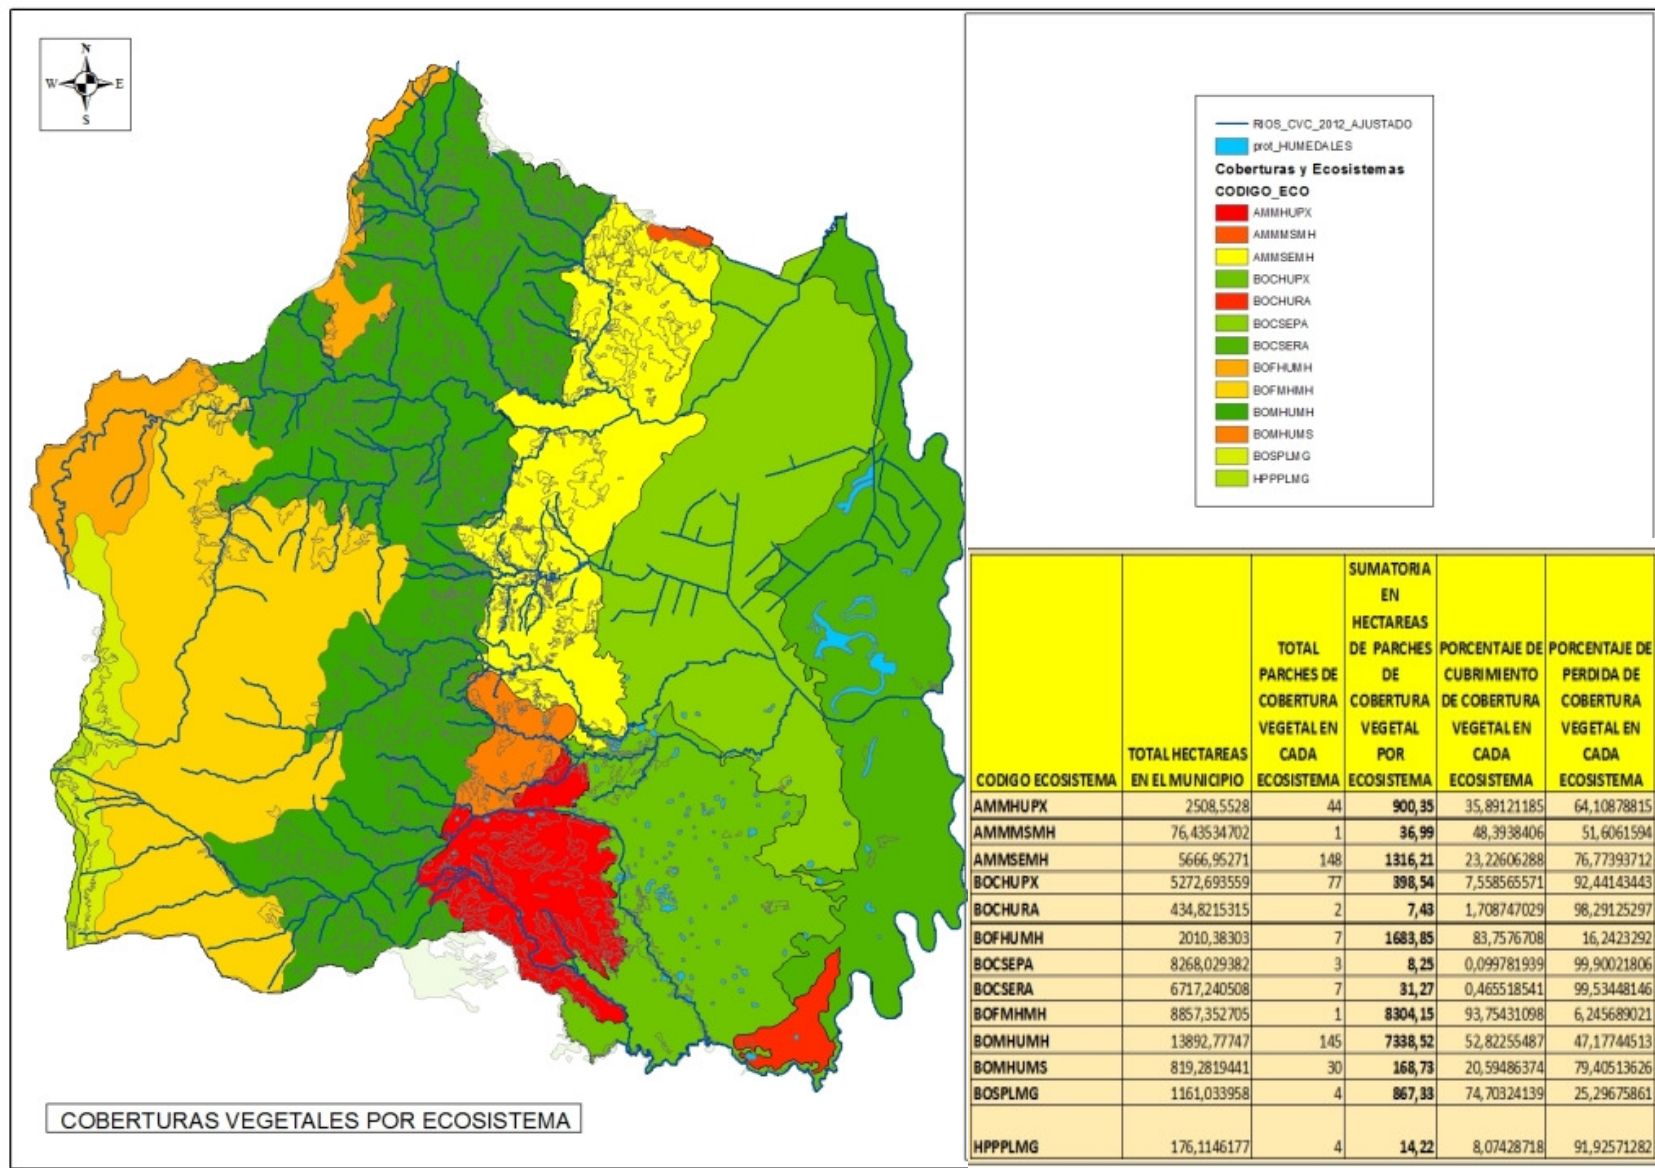 N
W E
S
RIOS_CVC_2012_AJUSTADO
prot_HUMEDALES
Coberturas y Ecosistemas
CODIGO_ECO
AMMHUPX
AMMMSMH
AMMSEMH
BOCHUPX
BOCHURA
BOCSEPA
BOCSERA
BOFHUMH
BOFMHMH
BOMHUMH
BOMHUMS
BOSPLMG
HPPPLMG
COBERTURAS VEGETALES POR ECOSISTEMA
CODIGO ECOSISTEMA
TOTAL HECTAREAS
EN EL MUNICIPIO
TOTAL
PARCHES DE
COBERTURA
VEGETAL EN
CADA
ECOSISTEMA
SUMATORIA
EN
HECTAREAS
DE PARCHES
DE
COBERTURA
VEGETAL
POR
ECOSISTEMA
PORCENTAJE DE
CUBRIMIENTO
DE COBERTURA
VEGETAL EN
CADA
ECOSISTEMA
PORCENTAJE DE
PERDIDA DE
COBERTURA
VEGETAL EN
CADA
ECOSISTEMA
AMMHUPX 2508,5528 44 900,35 35,89121185 64,10878815
AMMMSMH 76,43534702 1 36,99 48,3938406 51,6061594
AMMSEMH 5666,95271 148 1316,21 23,22606288 76,77393712
BOCHUPX 5272,693559 77 398,54 7,558565571 92,44143443
BOCHURA 434,8215315 2 7,43 1,708747029 98,29125297
BOFHUMH 2010,38303 7 1683,85 83,7576708 16,2423292
BOCSEPA 8268,029382 3 8,25 0,099781939 99,90021806
BOCSERA 6717,240508 7 31,27 0,465518541 99,53448146
BOFMHMH 8857,352705 1 8304,15 93,75431098 6,245689021
BOMHUMH 13892,77747 145 7338,52 52,82255487 47,17744513
BOMHUMS 819,2819441 30 168,73 20,59486374 79,40513626
BOSPLMG 1161,033958 4 867,33 74,70324139 25,29675861
HPPPLMG 176,1146177 4 14,22 8,07428718 91,92571282